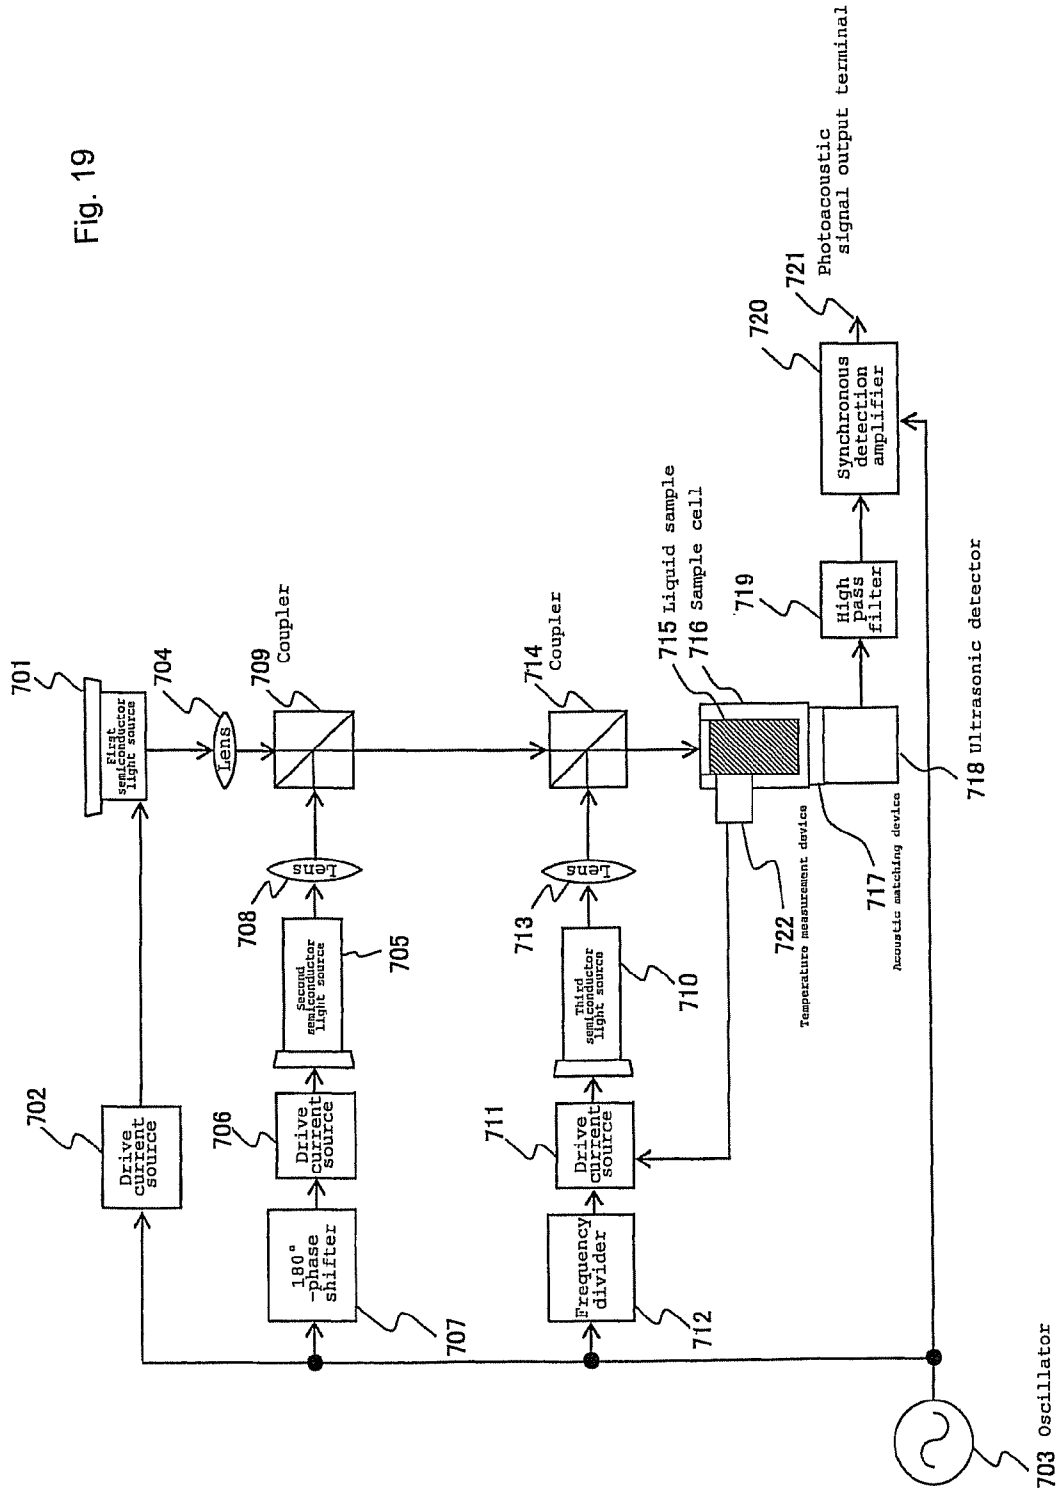 Fig. 19
701
First
semiconductor
light source
702
Drive
current
source
704
Lens
709
Coupler
708
Lens
705
Second
semiconductor
light source
706
Drive
current
source
707
180°
-phase
shifter
714
Coupler
713
Lens
710
Third
semiconductor
light source
711
Drive
current
source
712
Frequency
divider
715 Liquid sample
716 Sample cell
722
Temperature measurement device
717
Acoustic matching device
718 Ultrasonic detector
719
High
pass
filter
720
Synchronous
detection
amplifier
721
Photoacoustic
signal output terminal
703 Oscillator